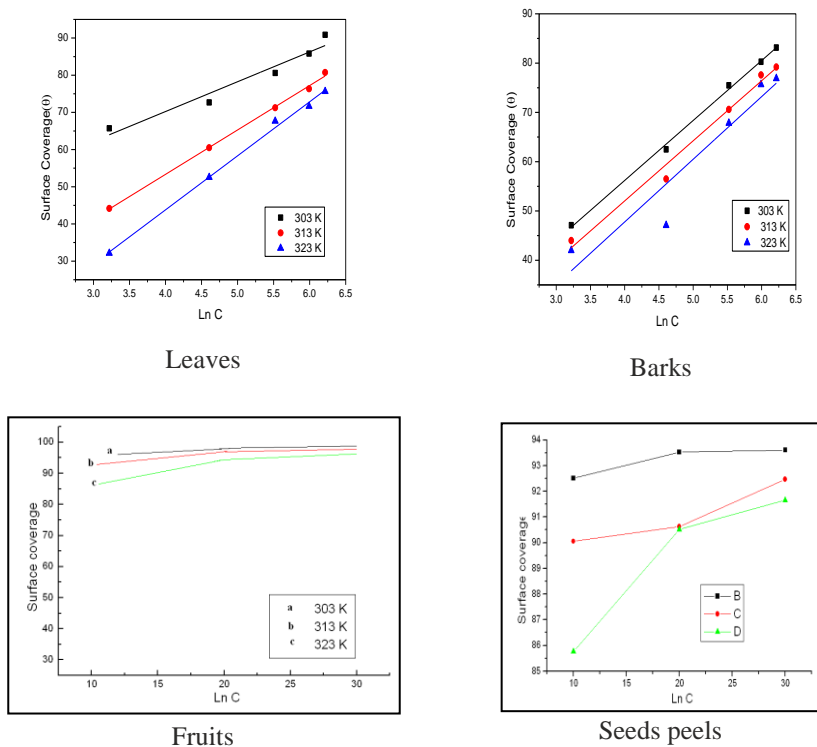 Surface Coverage(θ)
90
80
70
60
50
40
30
3.0 3.5 4.0 4.5 5.0 5.5 6.0 6.5
Ln C
303 K
313 K
323 K
Leaves
Surface Coverage (θ)
90
80
70
60
50
40
3.0 3.5 4.0 4.5 5.0 5.5 6.0 6.5
Ln C
303 K
313 K
323 K
Barks
Surface coverage
100
90
80
70
60
50
40
30
a
b
c
a 303 K
b 313 K
c 323 K
10 15 20 25 30
Ln C
Fruits
Surface coverage
94
93
92
91
90
89
88
87
86
85
B
C
D
10 20 30
Ln C
Seeds peels